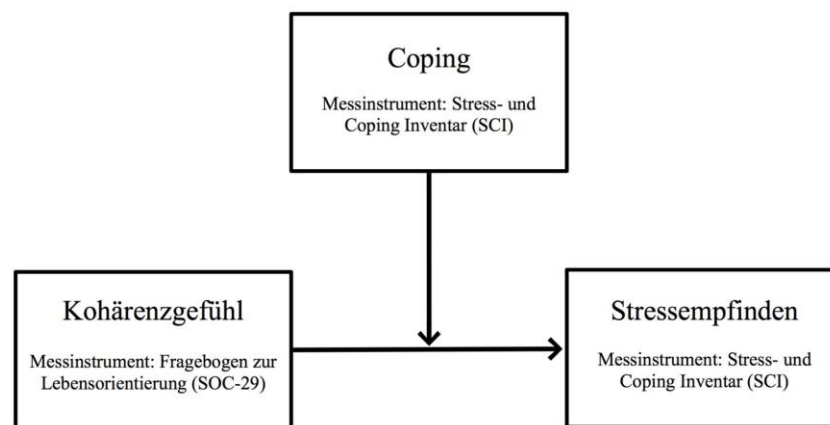 Coping
Messinstrument: Stress- und
Coping Inventar (SCI)
Kohärenzgefühl
Messinstrument: Fragebogen zur
Lebensorientierung (SOC-29)
Stressempfinden
Messinstrument: Stress- und
Coping Inventar (SCI)